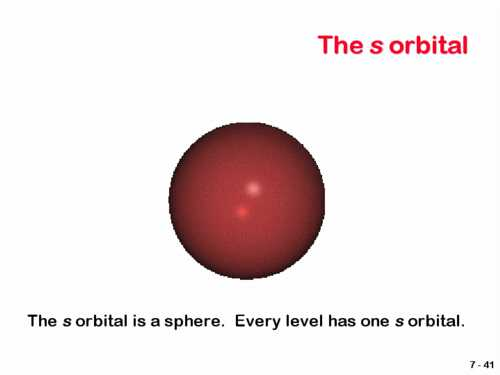 The s orbital
The s orbital is a sphere.  Every level has one s orbital.
7 - 41